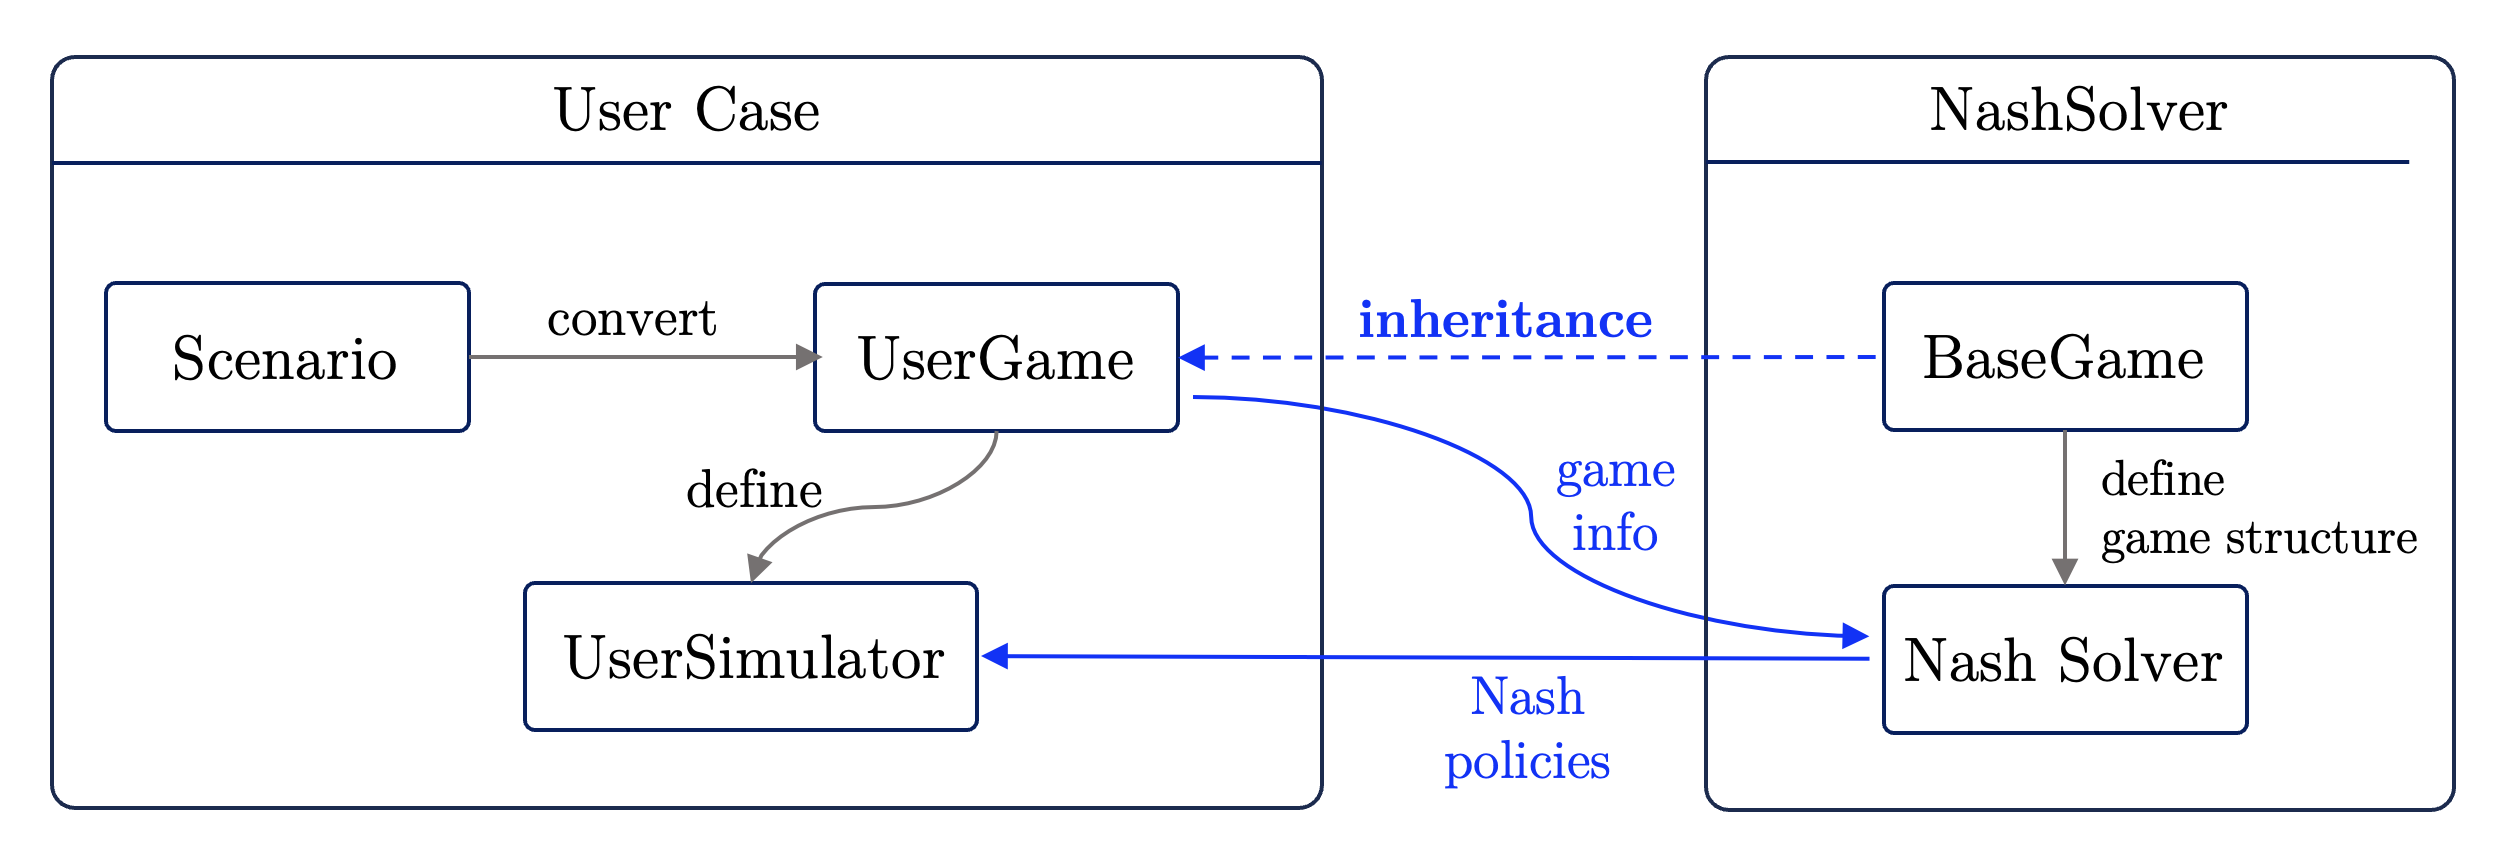 User Case
NashSolver
convert
inheritance
Scenario
UserGame
BaseGame
define
game
info
define
game structure
UserSimulator
Nash Solver
Nash
policies